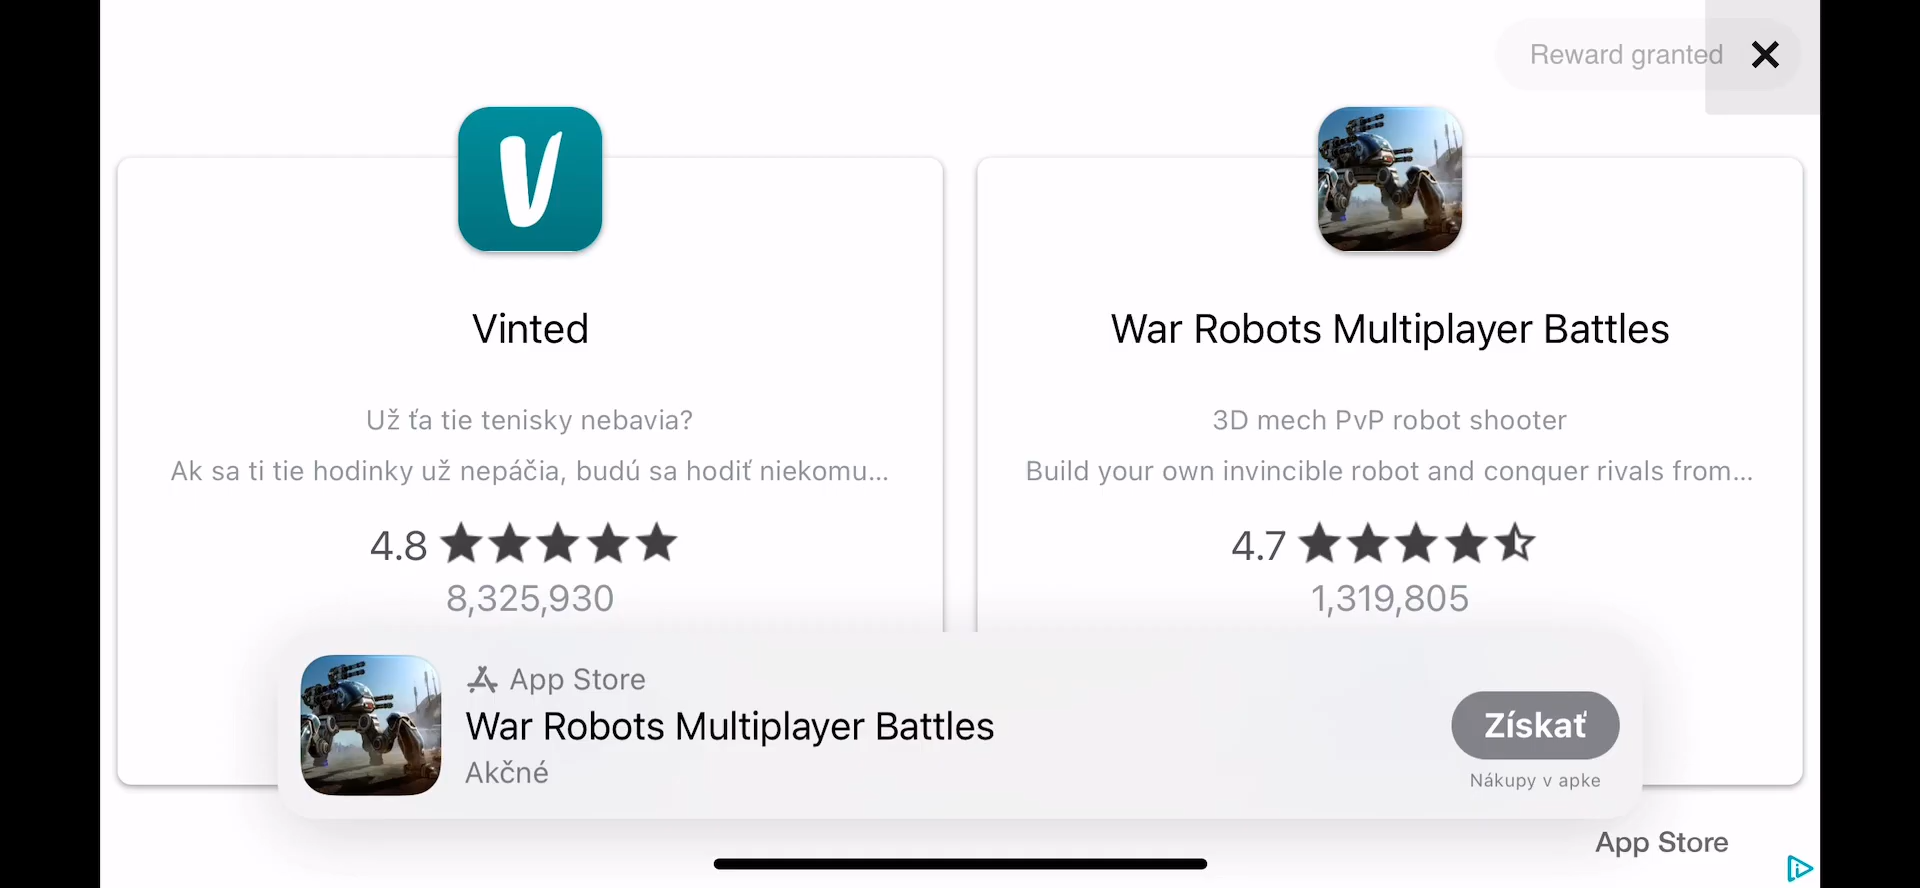 Reward granted
Vinted
Už ťa tie tenisky nebavia?
Ak sa ti tie hodinky už nepáčia, budú sa hodiť niekomu...
4.8
8,325,930
War Robots Multiplayer Battles
3D mech PvP robot shooter
Build your own invincible robot and conquer rivals from...
4.7
1,319,805
App Store
War Robots Multiplayer Battles
Akčné
Získať
Nákupy v apke
App Store